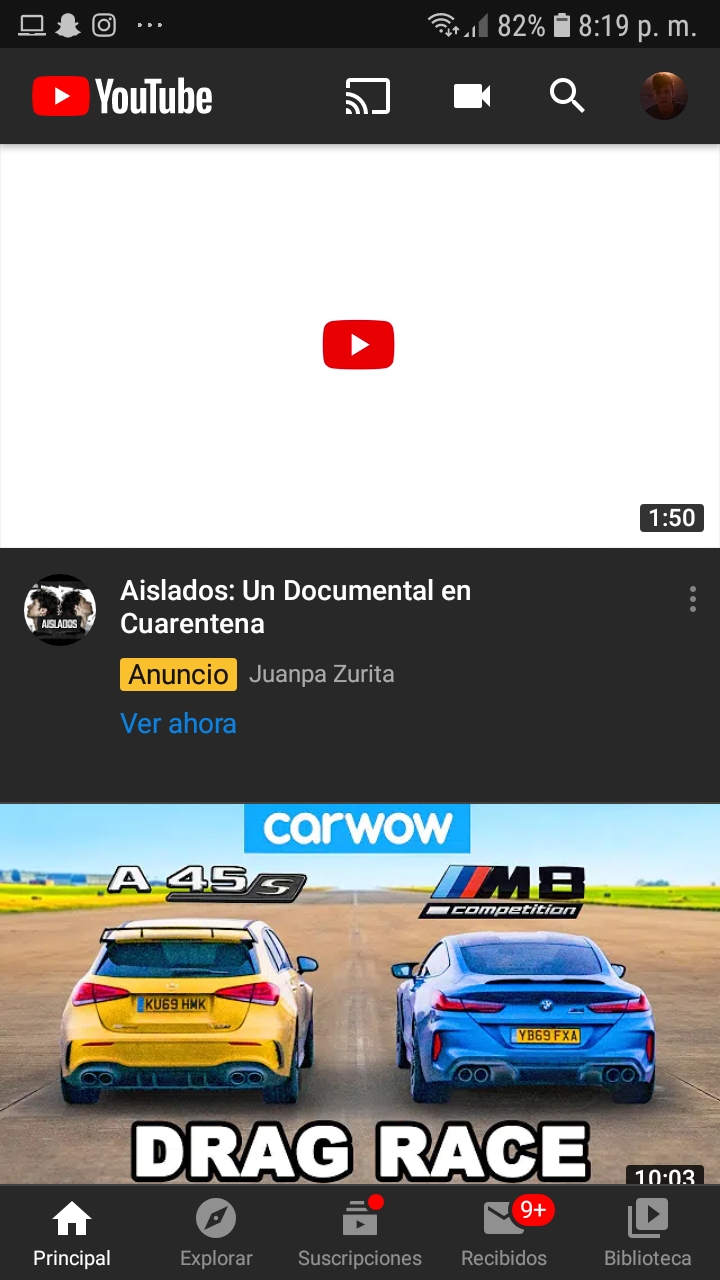 82% 8:19 p. m.
YouTube
1:50
AISLADOS
Aislados: Un Documental en
Cuarentena
Anuncio Juanpa Zurita
Ver ahora
carwow
A 45 S
M8
competition
KU69 HMK
YB69 FXA
DRAG RACE
10:03
9+
Principal Explorar Suscripciones Recibidos Biblioteca